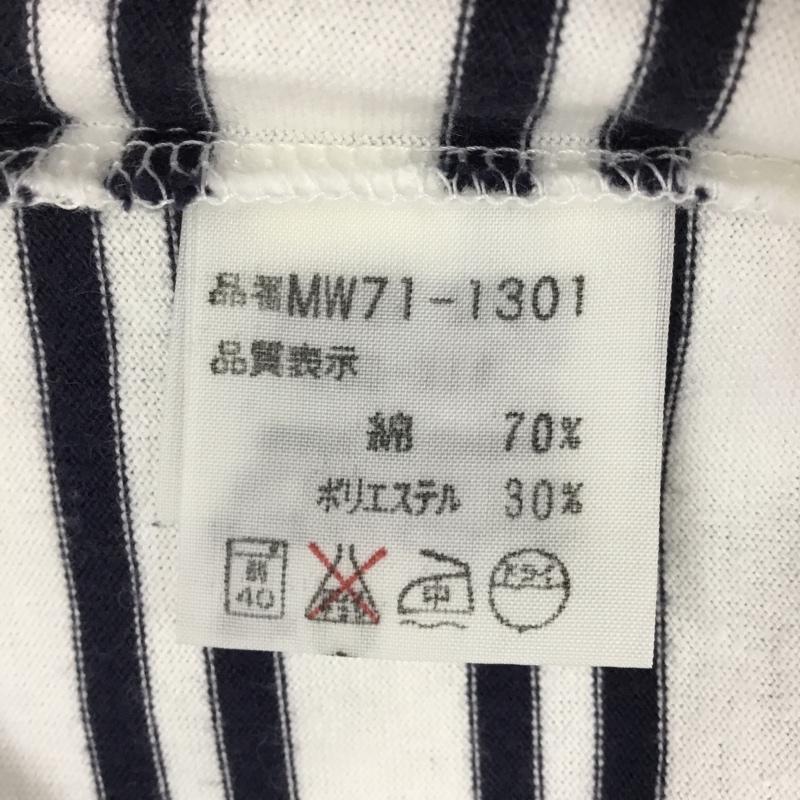 品番MW71-1301
品質表示
綿 70%
ポリエステル 30%
弱 40 中 ドライ